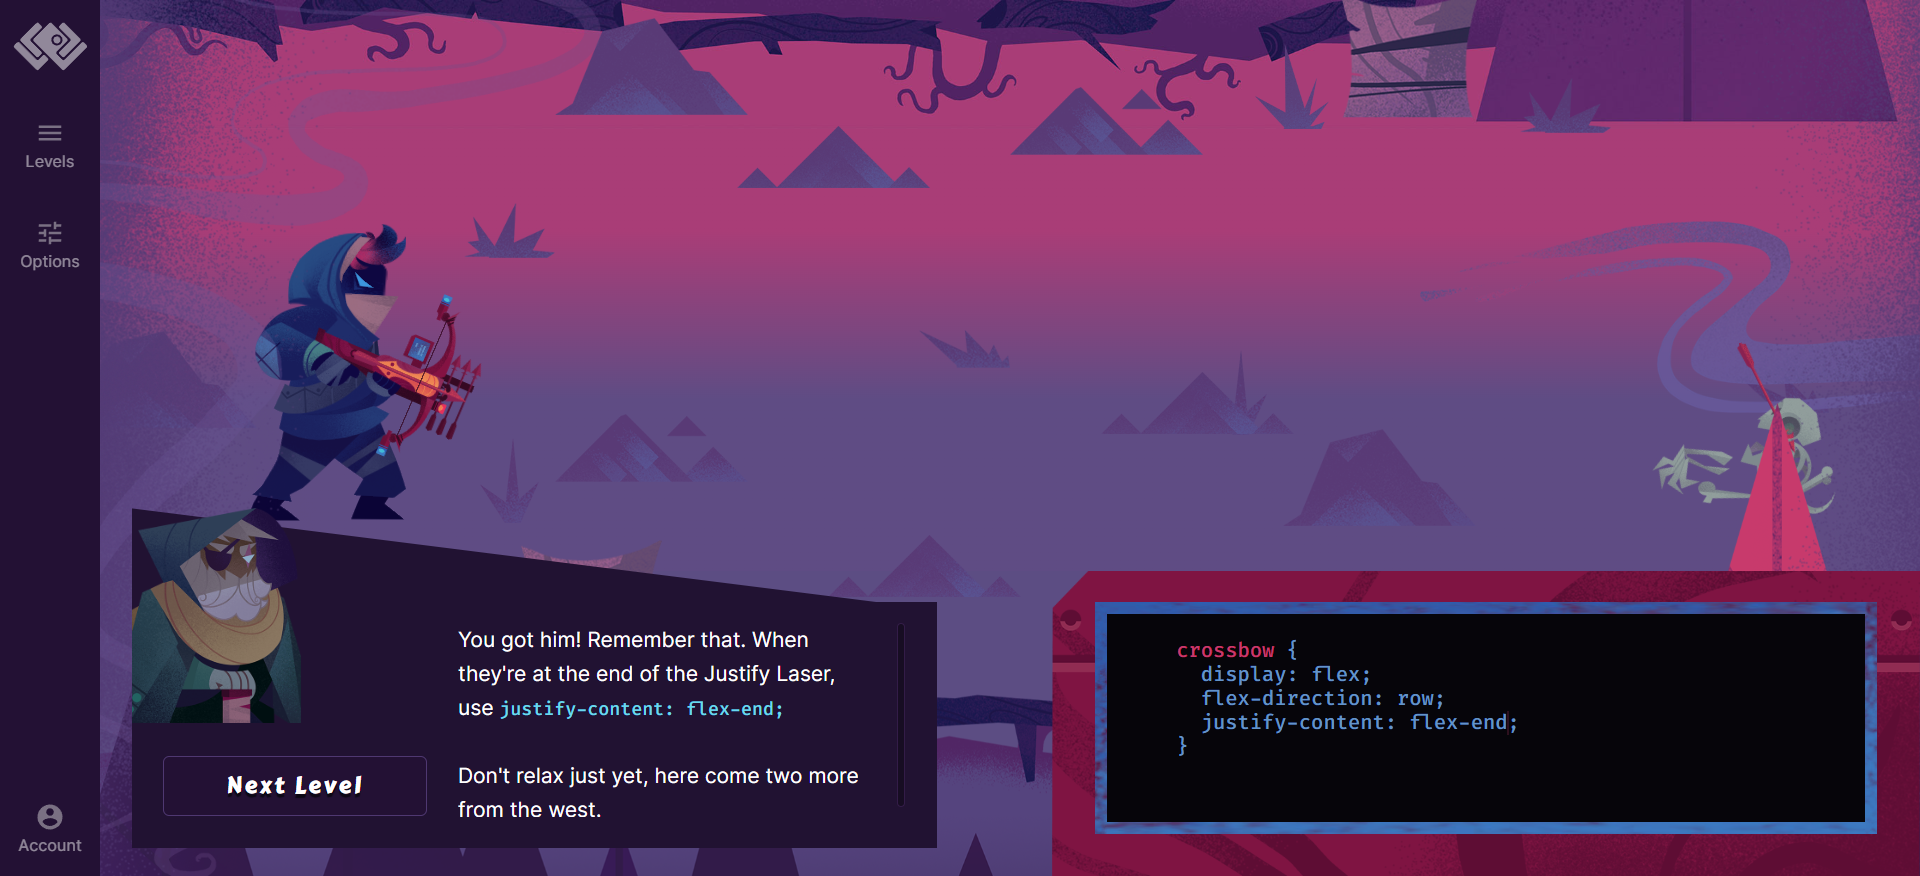 Levels
Options
You got him! Remember that. When
they're at the end of the Justify Laser,
use justify-content: flex-end;
Don't relax just yet, here come two more
from the west.
Next Level
crossbow {
display: flex;
flex-direction: row;
justify-content: flex-end;
}
Account